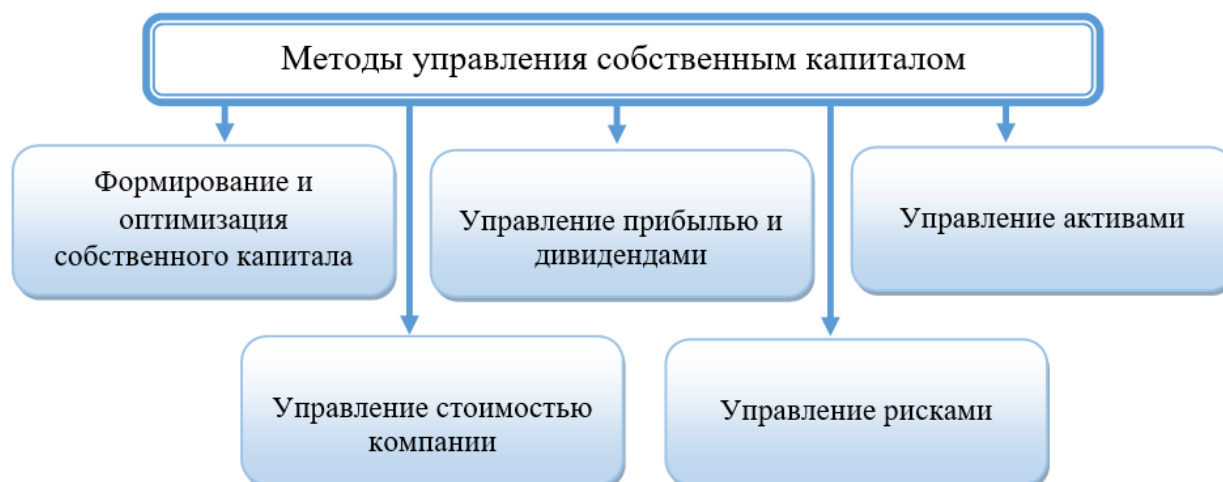 Методы управления собственным капиталом
Формирование и
оптимизация
собственного капитала
Управление прибылью и
дивидендами
Управление активами
Управление стоимостью
компании
Управление рисками